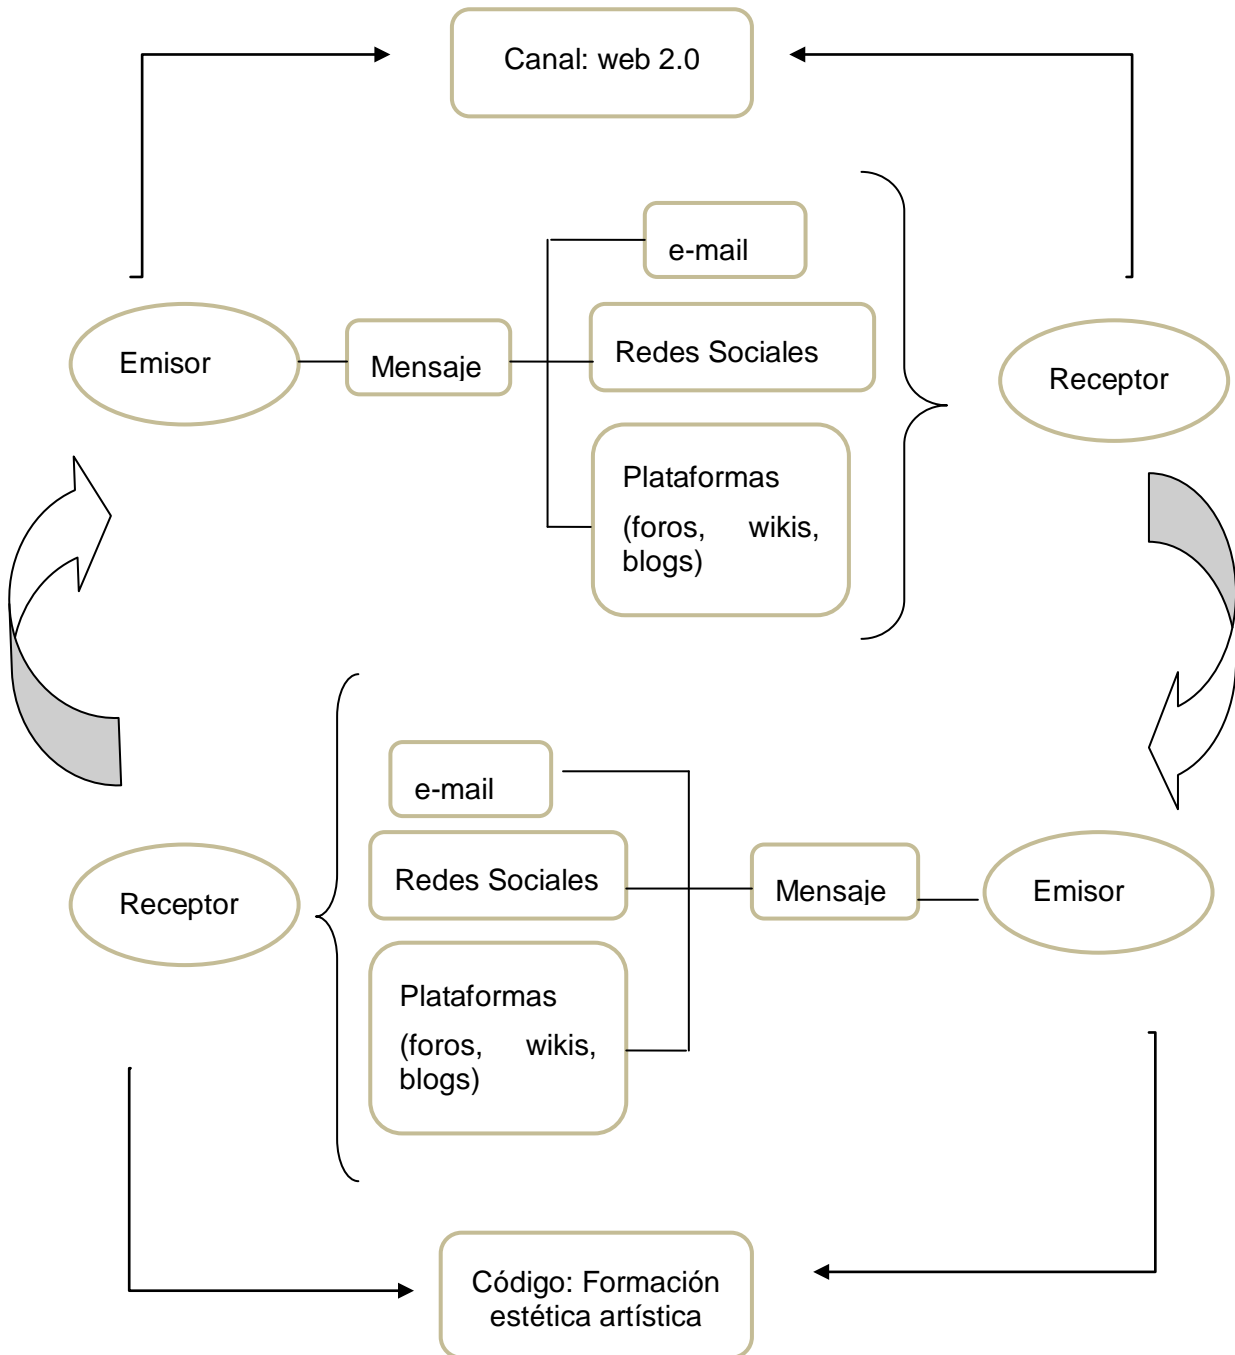 Canal: web 2.0
e-mail
Emisor
Mensaje
Redes Sociales
Receptor
Plataformas
(foros, wikis,
blogs)
e-mail
Redes Sociales
Receptor
Mensaje
Emisor
Plataformas
(foros, wikis,
blogs)
Código: Formación
estética artística